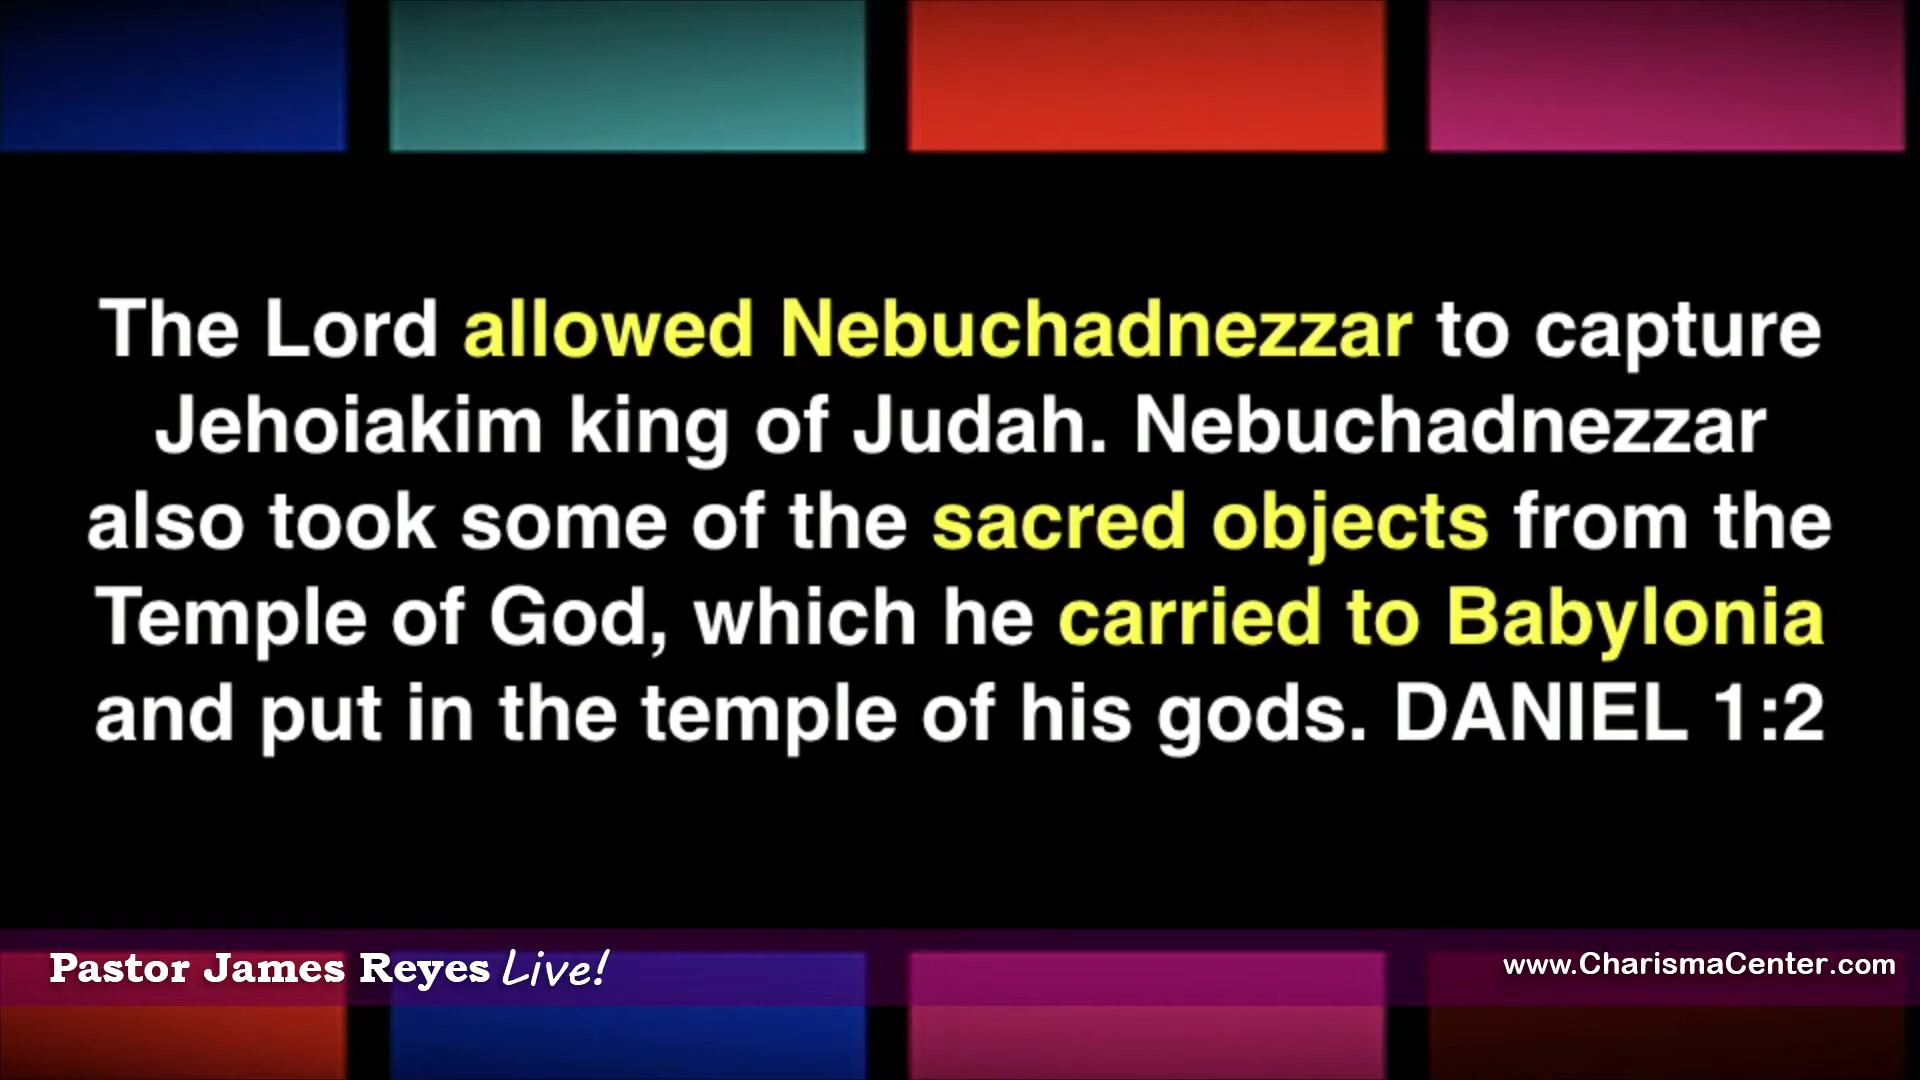 The Lord allowed Nebuchadnezzar to capture
Jehoiakim king of Judah. Nebuchadnezzar
also took some of the sacred objects from the
Temple of God, which he carried to Babylonia
and put in the temple of his gods. DANIEL 1:2
Pastor James Reyes Live!
www.CharismaCenter.com